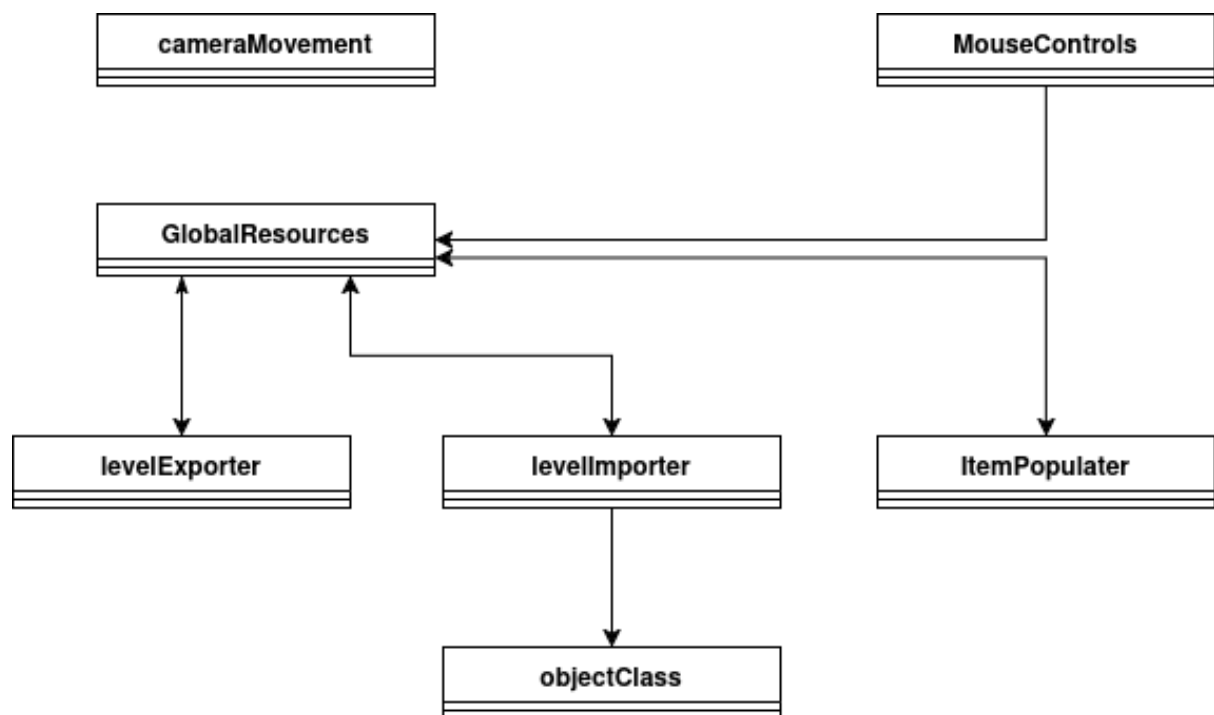 cameraMovement
MouseControls
GlobalResources
levelExporter
levelImporter
ItemPopulater
objectClass